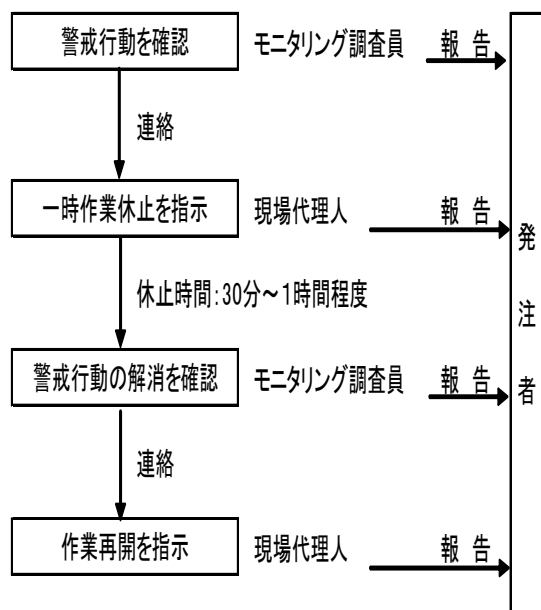 警戒行動を確認 モニタリング調査員 報 告
連絡
一時作業休止を指示 現場代理人 報 告
休止時間:30分～1時間程度
警戒行動の解消を確認 モニタリング調査員 報 告
連絡
作業再開を指示 現場代理人 報 告
発
注
者